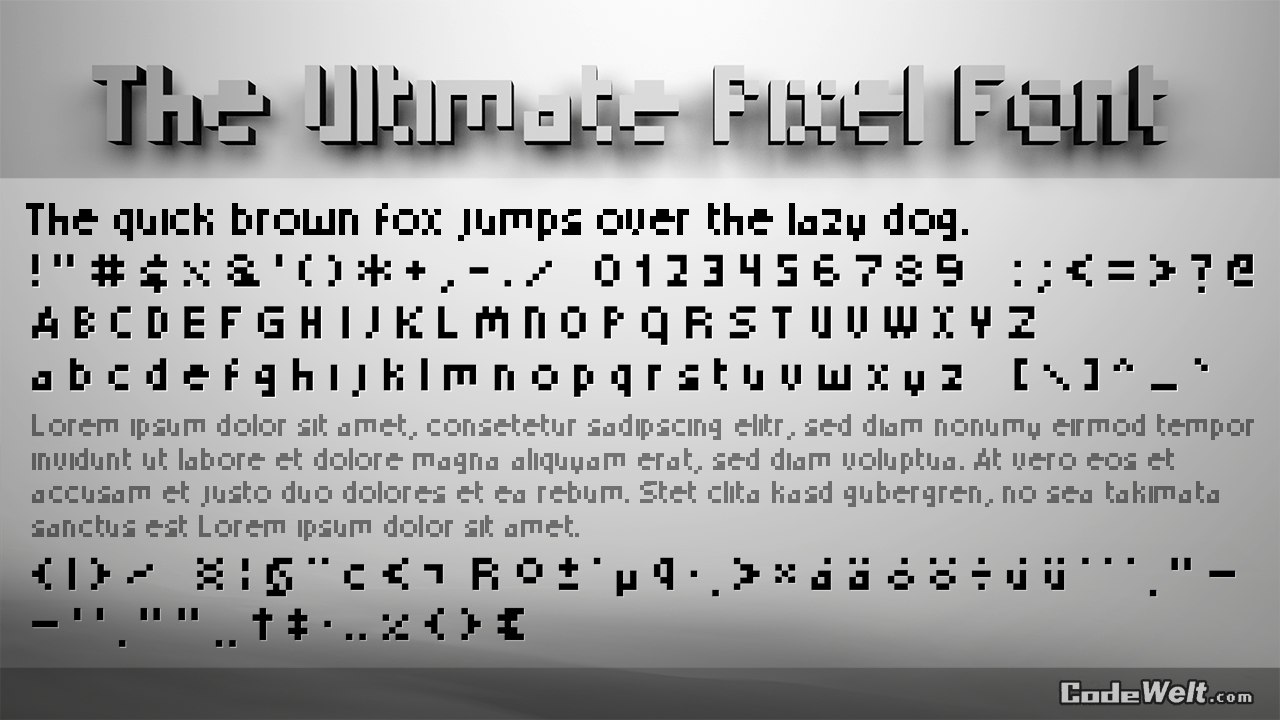 The Ultimate Pixel Font
The quick brown fox jumps over the lazy dog.
!"#$%&'()*+,-./ 0123456789 :;<=>?@
ABCDEFGHIJKLMNOPQRSTUVWXYZ
abcdefghijklmnopqrstuvwxyz [\]^_`
Lorem ipsum dolor sit amet, consetetur sadipscing elitr, sed diam nonumy eirmod tempor
invidunt ut labore et dolore magna aliquyam erat, sed diam voluptua. At vero eos et
accusam et justo duo dolores et ea rebum. Stet clita kasd gubergren, no sea takimata
sanctus est Lorem ipsum dolor sit amet.
{|}~ ¤¦§¨c<¬ R°±´µ¶·¸>×áäóö÷úü˙˙˙."–
–''.""..†‡·..%<>€
CodeWelt.com